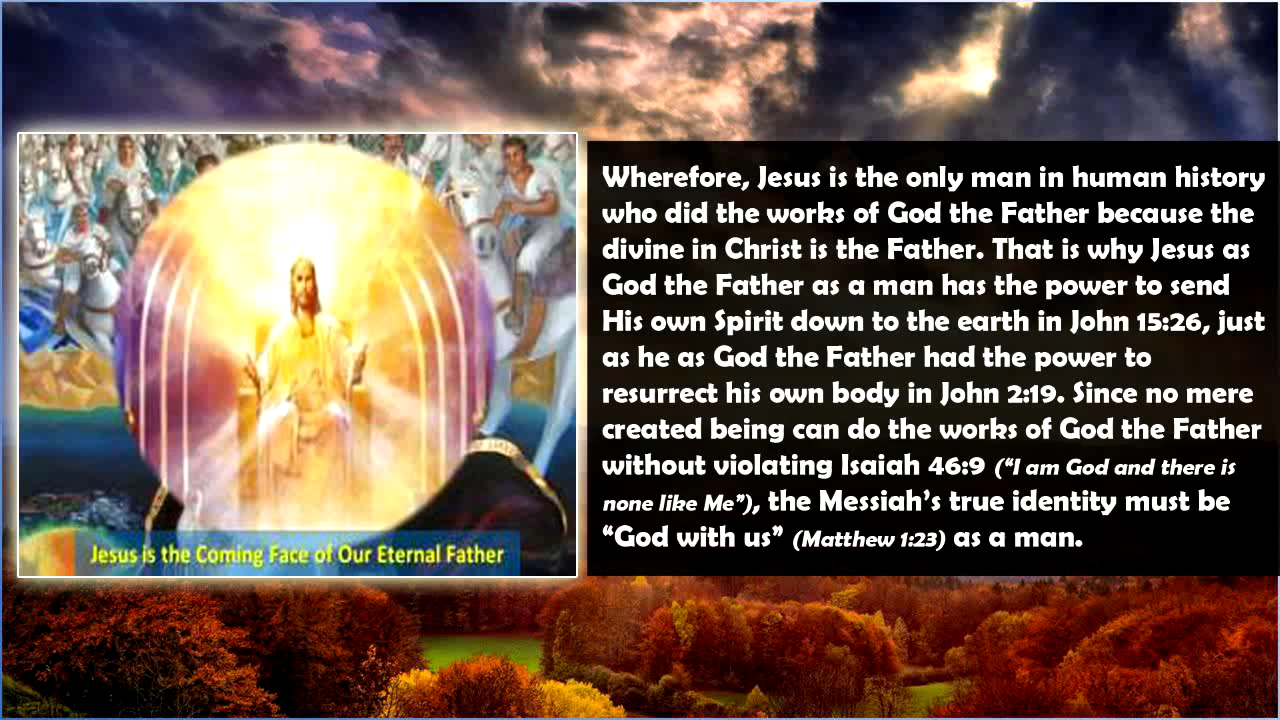 Wherefore, Jesus is the only man in human history
who did the works of God the Father because the
divine in Christ is the Father. That is why Jesus as
God the Father as a man has the power to send
His own Spirit down to the earth in John 15:26, just
as he as God the Father had the power to
resurrect his own body in John 2:19. Since no mere
created being can do the works of God the Father
without violating Isaiah 46:9 (“I am God and there is
none like Me”), the Messiah’s true identity must be
“God with us” (Matthew 1:23) as a man.
Jesus is the Coming Face of Our Eternal Father